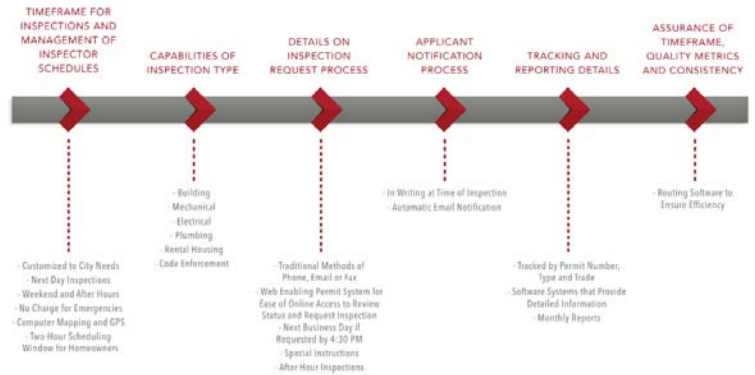 TIMEFRAME FOR
INSPECTIONS AND
MANAGEMENT OF
INSPECTOR
SCHEDULES
CAPABILITIES OF
INSPECTION TYPE
DETAILS ON
INSPECTION
REQUEST PROCESS
APPLICANT
NOTIFICATION
PROCESS
TRACKING AND
REPORTING DETAILS
ASSURANCE OF
TIMEFRAME,
QUALITY METRICS
AND CONSISTENCY
- Customized to City Needs
- Next Day Inspections
- Weekend and After Hours
- No Charge for Emergencies
- Computer Mapping and GPS
- Two-Hour Scheduling
Window for Homeowners
- Building
- Mechanical
- Electrical
- Plumbing
- Rental Housing
- Code Enforcement
- Traditional Methods of
Phone, Email or Fax
- Web Enabling Permit System for
Ease of Online Access to Review
Status and Request Inspection
- Next Business Day if
Requested by 4:30 PM
- Special Instructions
- After Hour Inspections
- In Writing at Time of Inspection
- Automatic Email Notification
- Tracked by Permit Number,
Type and Trade
- Software Systems that Provide
Detailed Information
- Monthly Reports
- Routing Software to
Ensure Efficiency